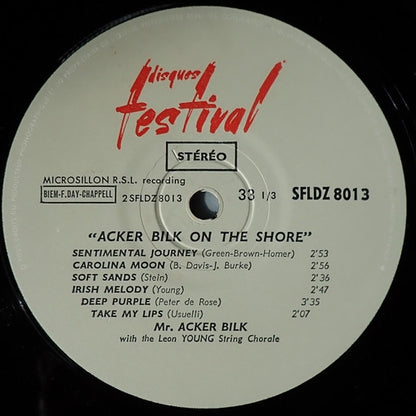 disques
festival
STÉRÉO
MICROSILLON R.S.L. recording
BIEM-F.DAY-CHAPPELL
2 SFLDZ 8013
33 1/3
SFLDZ 8013
“ACKER BILK ON THE SHORE”
SENTIMENTAL JOURNEY (Green-Brown-Homer) 2'53
CAROLINA MOON (B. Davis-J. Burke) 2'56
SOFT SANDS (Stein) 2'36
IRISH MELODY (Young) 2'47
DEEP PURPLE (Peter de Rose) 3'35
TAKE MY LIPS (Usuelli) 2'07
Mr. ACKER BILK
with the Leon YOUNG String Chorale